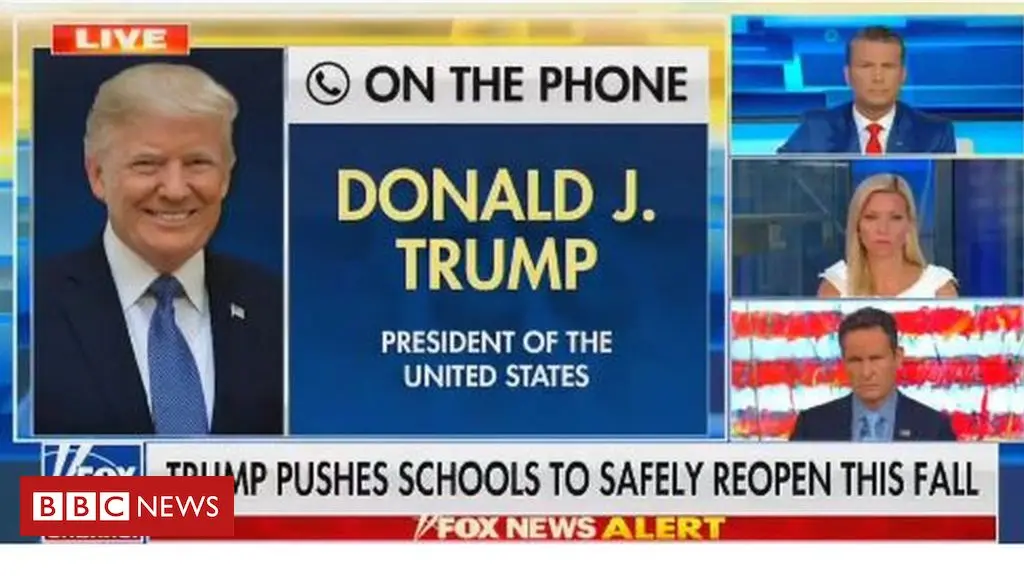 LIVE
ON THE PHONE
DONALD J.
TRUMP
PRESIDENT OF THE
UNITED STATES
FOX
MP PUSHES SCHOOLS TO SAFELY REOPEN THIS FALL
BBC NEWS
FOX NEWS ALERT